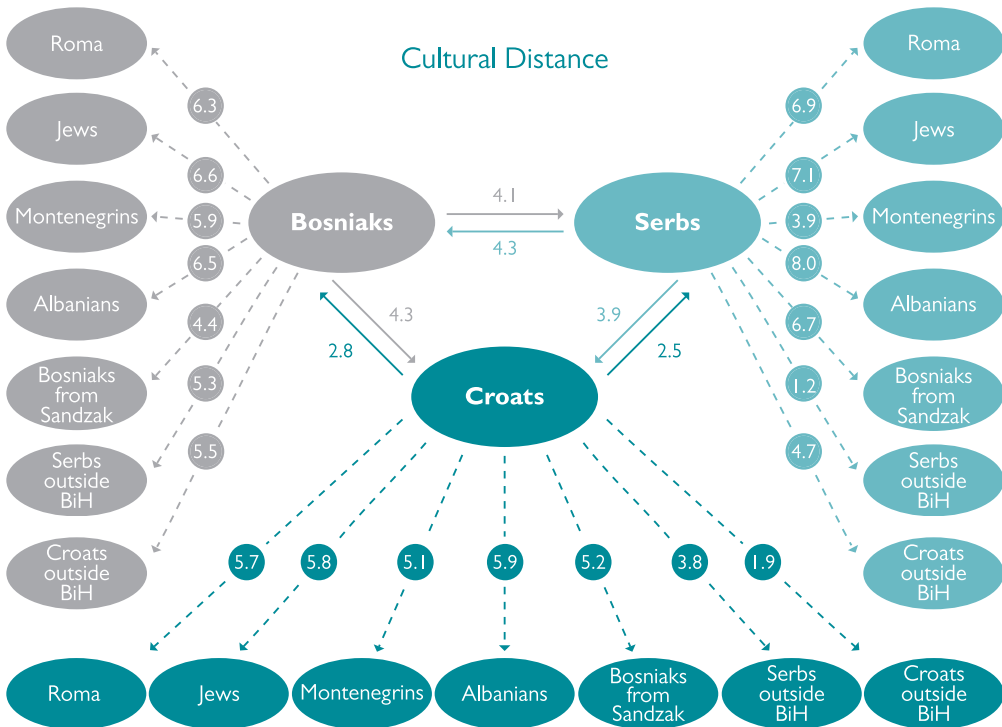 Cultural Distance
Roma
Jews
Montenegrins
Albanians
Bosniaks
from
Sandzak
Serbs
outside
BiH
Croats
outside
BiH
6.3
6.6
5.9
6.5
4.4
5.3
5.5
Bosniaks
4.1
4.3
Serbs
4.3
2.8
3.9
2.5
Croats
6.9
7.1
3.9
8.0
6.7
1.2
4.7
Roma
Jews
Montenegrins
Albanians
Bosniaks
from
Sandzak
Serbs
outside
BiH
Croats
outside
BiH
5.7
5.8
5.1
5.9
5.2
3.8
1.9
Roma
Jews
Montenegrins
Albanians
Bosniaks
from
Sandzak
Serbs
outside
BiH
Croats
outside
BiH